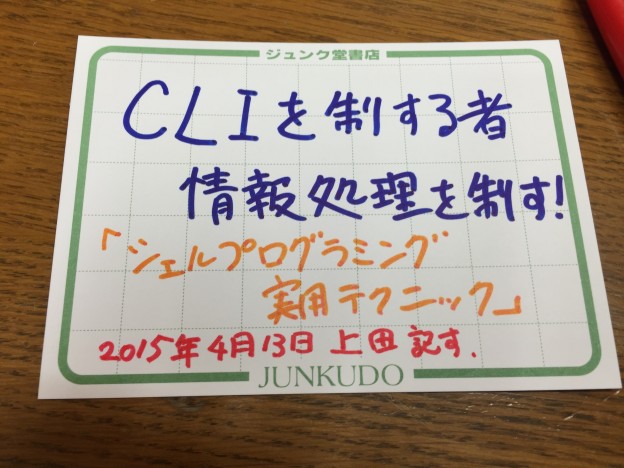 ジュンク堂書店
CLIを制する者
情報処理を制す!
「シェルプログラミング
実用テクニック」
2015年4月13日 上田 記す.
JUNKUDO